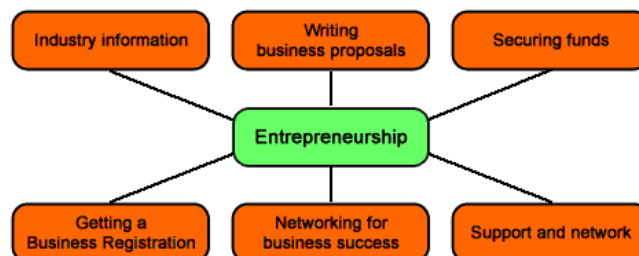 Industry information
Writing
business proposals
Securing funds
Entrepreneurship
Getting a
Business Registration
Networking for
business success
Support and network